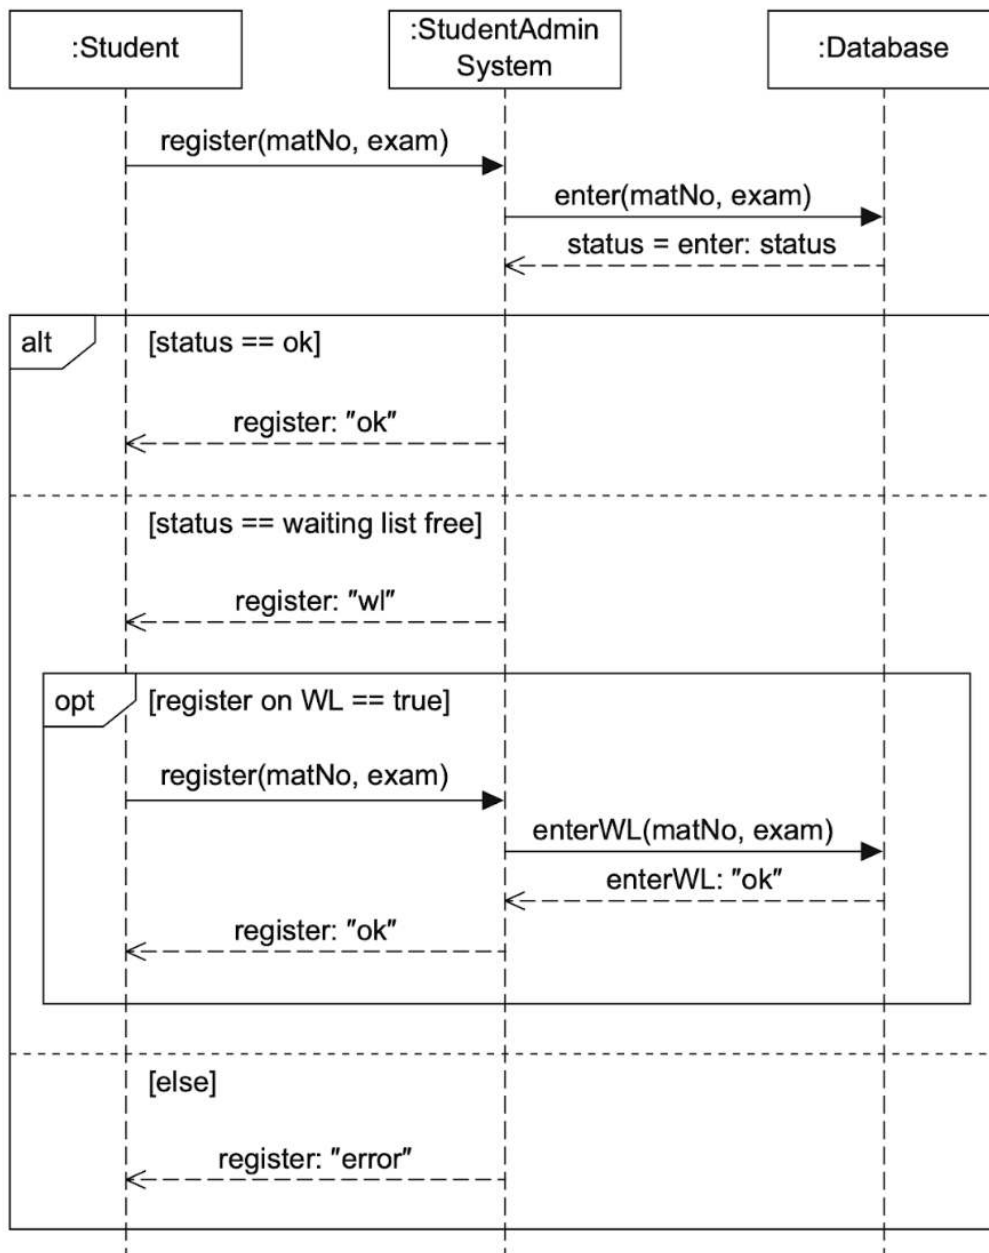 :Student
:StudentAdmin
System
:Database
register(matNo, exam)
enter(matNo, exam)
status = enter: status
alt
[status == ok]
register: "ok"
[status == waiting list free]
register: "wl"
opt
[register on WL == true]
register(matNo, exam)
enterWL(matNo, exam)
enterWL: "ok"
register: "ok"
[else]
register: "error"